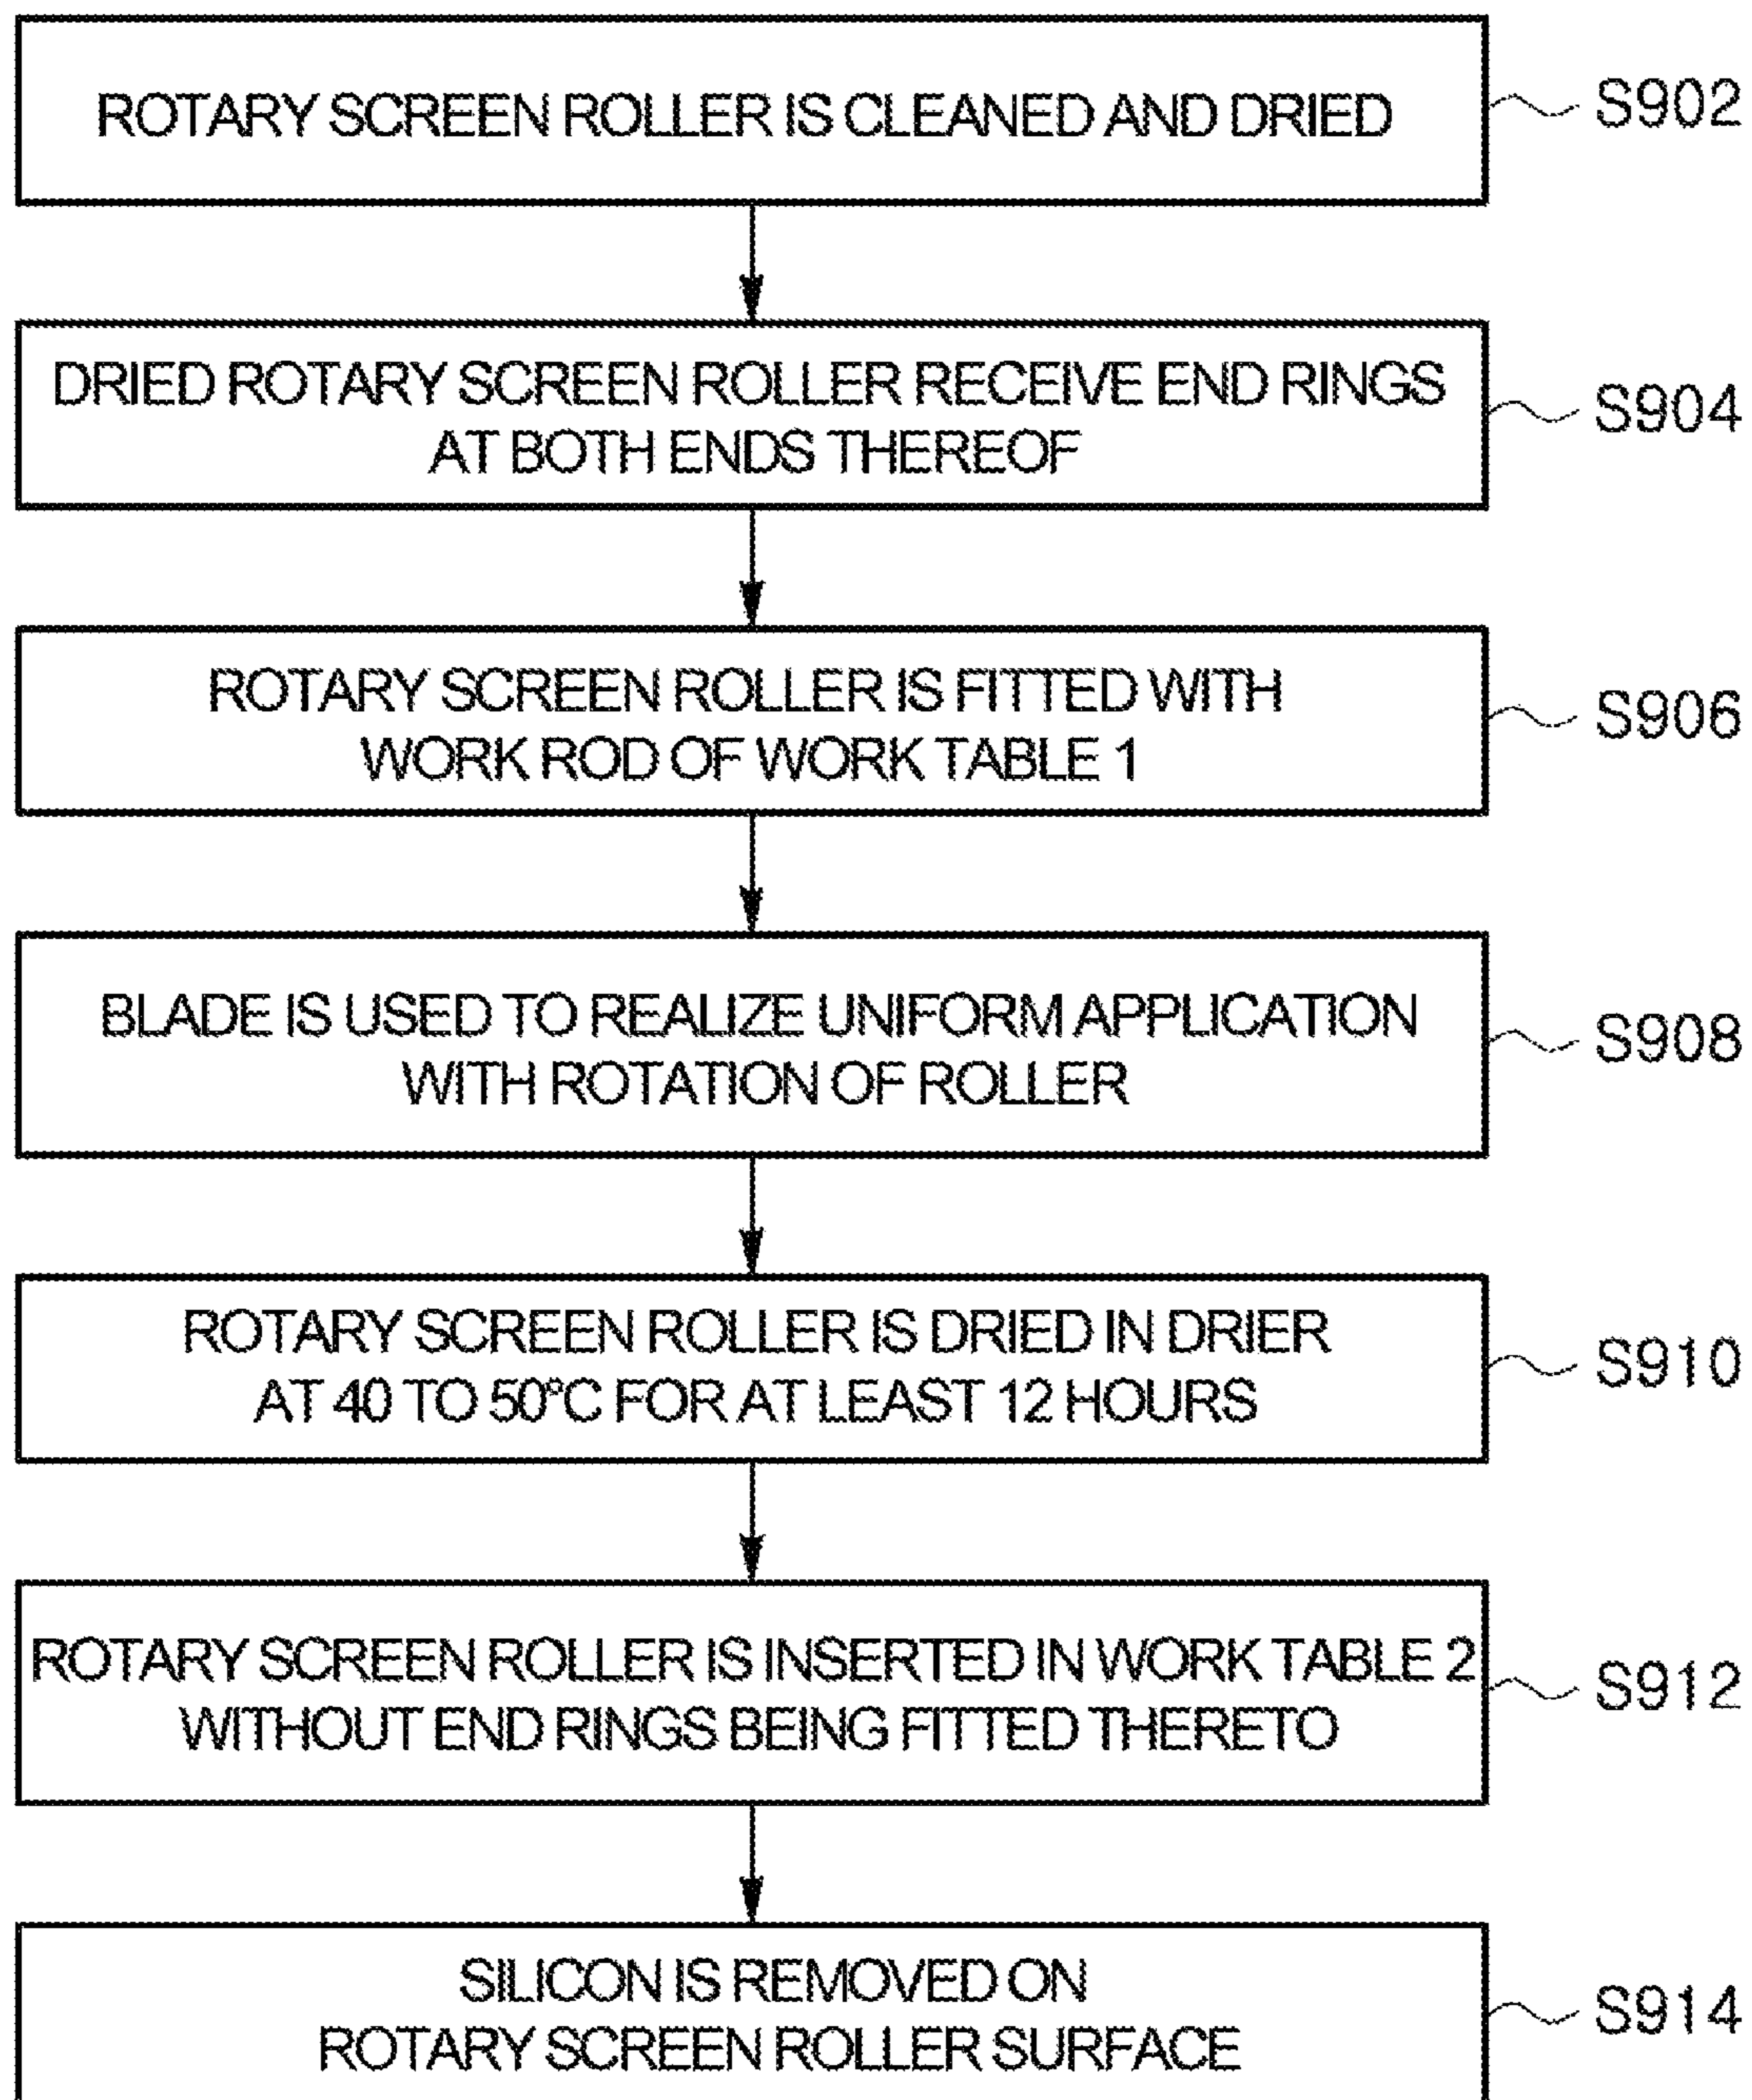 ROTARY SCREEN ROLLER IS CLEANED AND DRIED
S902
DRIED ROTARY SCREEN ROLLER RECEIVE END RINGS
AT BOTH ENDS THEREOF
S904
ROTARY SCREEN ROLLER IS FITTED WITH
WORK ROD OF WORK TABLE 1
S906
BLADE IS USED TO REALIZE UNIFORM APPLICATION
WITH ROTATION OF ROLLER
S908
ROTARY SCREEN ROLLER IS DRIED IN DRIER
AT 40 TO 50°C FOR AT LEAST 12 HOURS
S910
ROTARY SCREEN ROLLER IS INSERTED IN WORK TABLE 2
WITHOUT END RINGS BEING FITTED THERETO
S912
SILICON IS REMOVED ON
ROTARY SCREEN ROLLER SURFACE
S914